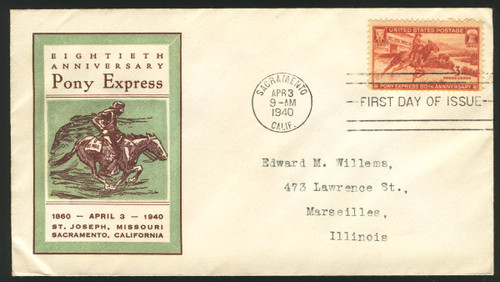 EIGHTIETH
ANNIVERSARY
Pony Express
1860 — APRIL 3 — 1940
ST. JOSEPH, MISSOURI
SACRAMENTO, CALIFORNIA
SACRAMENTO
APR 3
9-AM
1940
CALIF.
UNITED STATES POSTAGE
PONY EXPRESS 80TH ANNIVERSARY
FIRST DAY OF ISSUE
Edward M. Willems,
473 Lawrence St.,
Marseilles,
Illinois